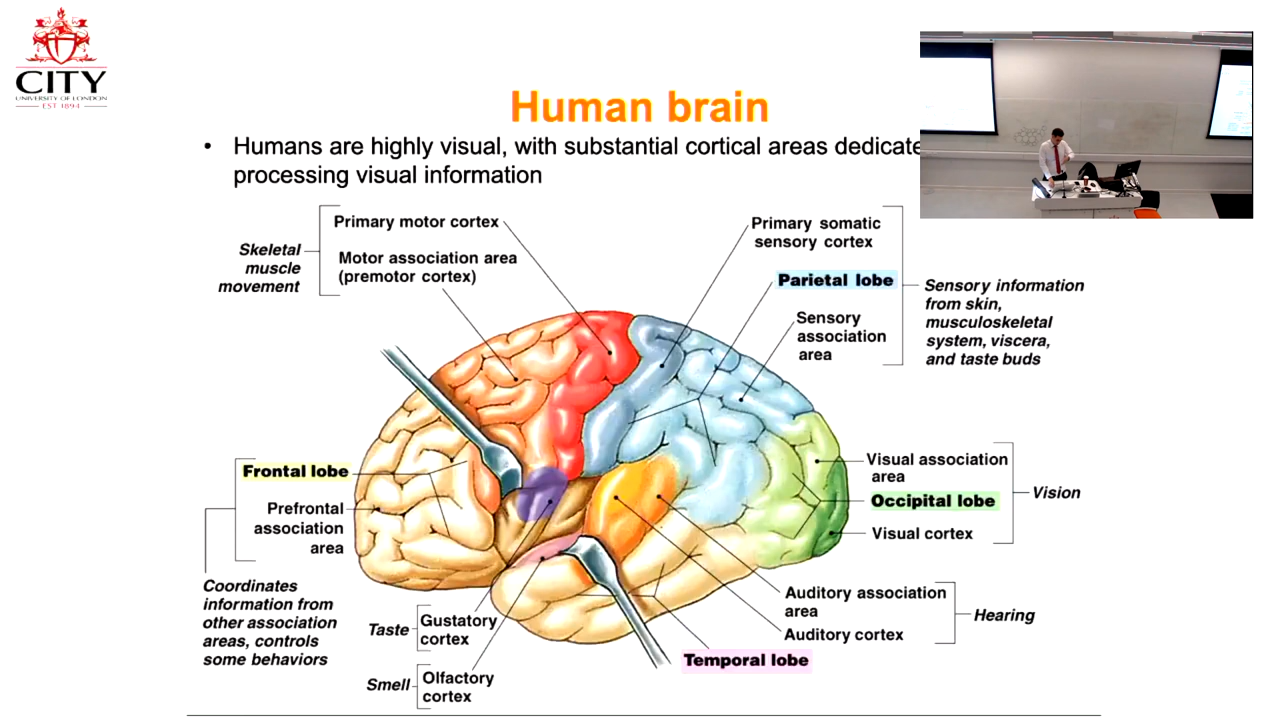 CITY
UNIVERSITY OF LONDON
EST 1894
Human brain
• Humans are highly visual, with substantial cortical areas dedicate
processing visual information
Skeletal
muscle
movement
Primary motor cortex
Motor association area
(premotor cortex)
Primary somatic
sensory cortex
Parietal lobe
Sensory
association
area
Sensory information
from skin,
musculoskeletal
system, viscera,
and taste buds
Frontal lobe
Prefrontal
association
area
Coordinates
information from
other association
areas, controls
some behaviors
Visual association
area
Occipital lobe
Visual cortex
Vision
Taste
Gustatory
cortex
Smell
Olfactory
cortex
Auditory association
area
Auditory cortex
Hearing
Temporal lobe